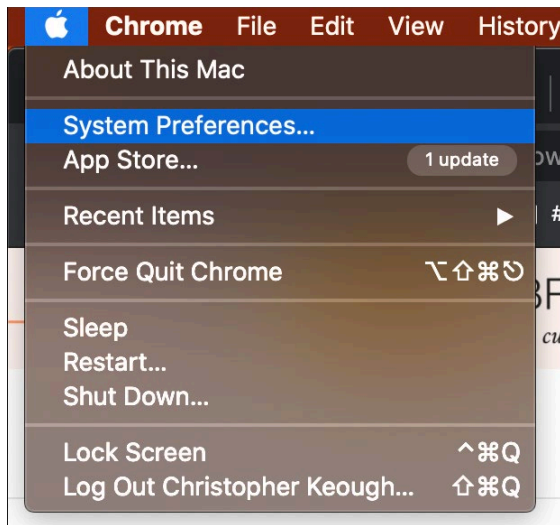 Chrome File Edit View History
About This Mac
System Preferences...
App Store... 1 update
Recent Items ▶
Force Quit Chrome ⌥⇧⌘⎋
Sleep
Restart...
Shut Down...
Lock Screen ^⌘Q
Log Out Christopher Keough... ⇧⌘Q